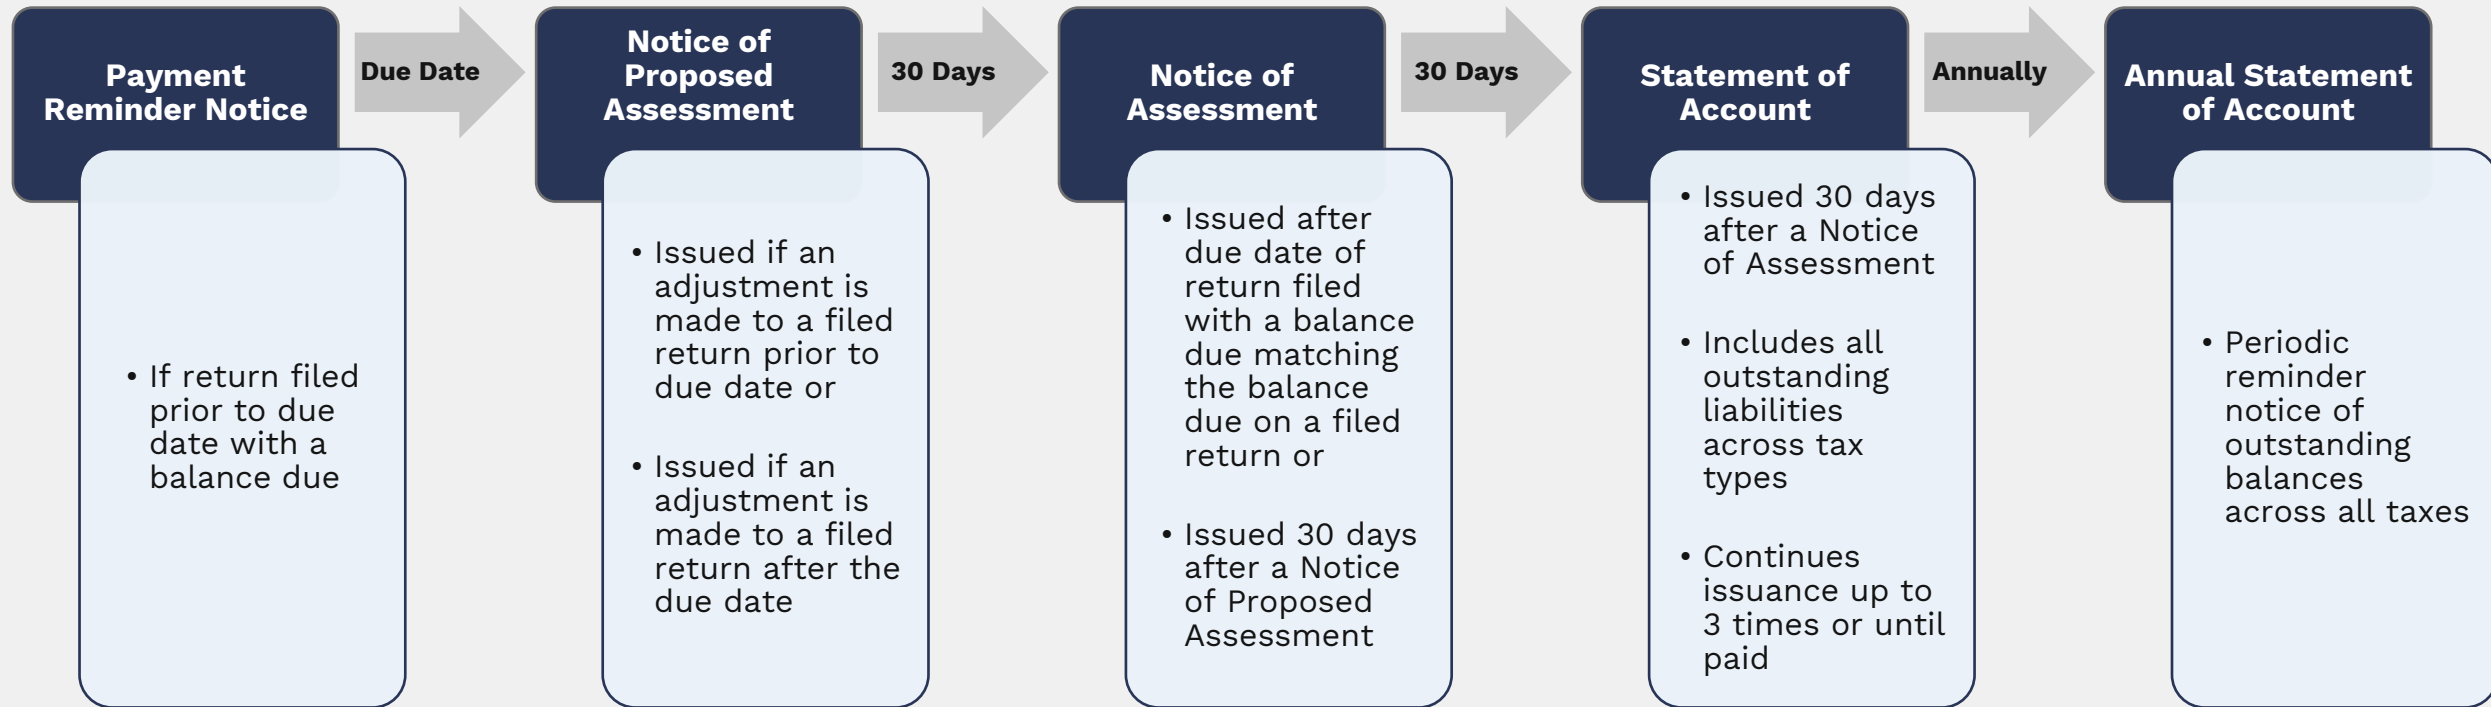 Payment
Reminder Notice
• If return filed
prior to due
date with a
balance due
Due Date
Notice of
Proposed
Assessment
• Issued if an
adjustment is
made to a filed
return prior to
due date or
• Issued if an
adjustment is
made to a filed
return after the
due date
30 Days
Notice of
Assessment
• Issued after
due date of
return filed
with a balance
due matching
the balance
due on a filed
return or
• Issued 30 days
after a Notice
of Proposed
Assessment
30 Days
Statement of
Account
• Issued 30 days
after a Notice
of Assessment
• Includes all
outstanding
liabilities
across tax
types
• Continues
issuance up to
3 times or until
paid
Annually
Annual Statement
of Account
• Periodic
reminder
notice of
outstanding
balances
across all taxes